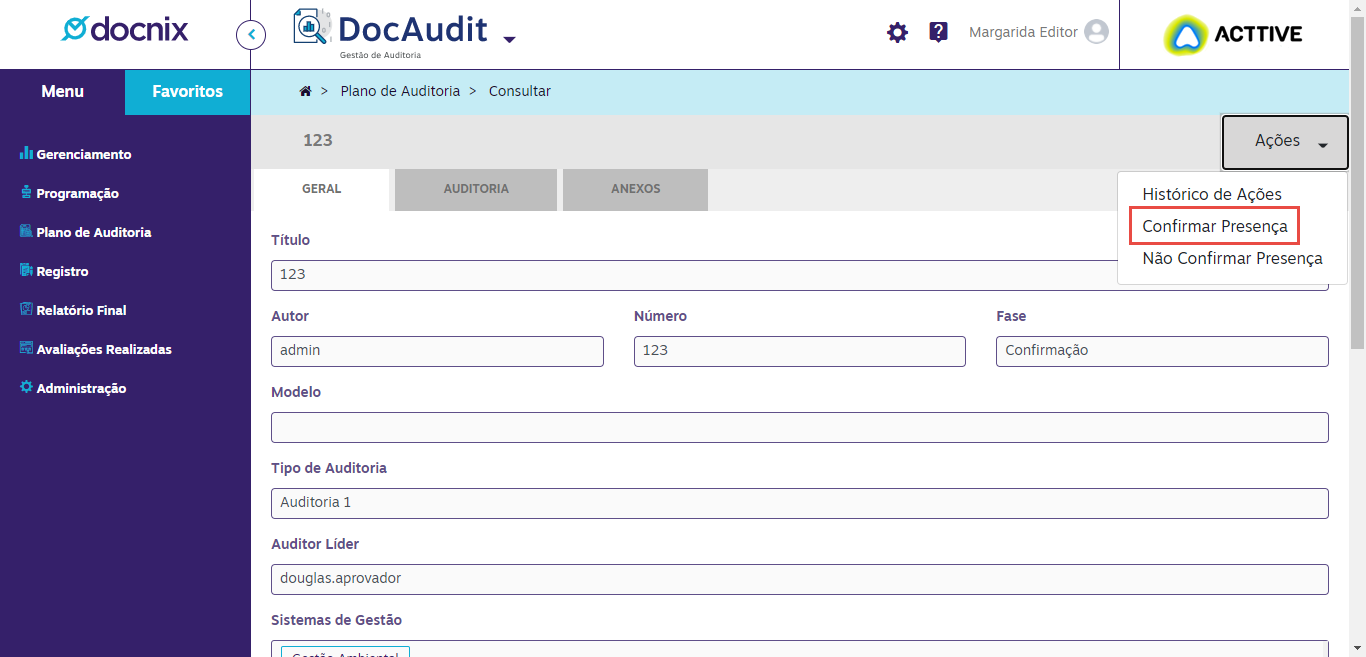 docnix
DocAudit
Gestão de Auditoria
Margarida Editor
ACTTIVE
Menu
Favoritos
> Plano de Auditoria > Consultar
Gerenciamento
Programação
Plano de Auditoria
Registro
Relatório Final
Avaliações Realizadas
Administração
123
Ações
Histórico de Ações
Confirmar Presença
Não Confirmar Presença
GERAL
AUDITORIA
ANEXOS
Título
123
Autor
Número
Fase
admin
123
Confirmação
Modelo
Tipo de Auditoria
Auditoria 1
Auditor Líder
douglas.aprovador
Sistemas de Gestão
Gestão Ambiental